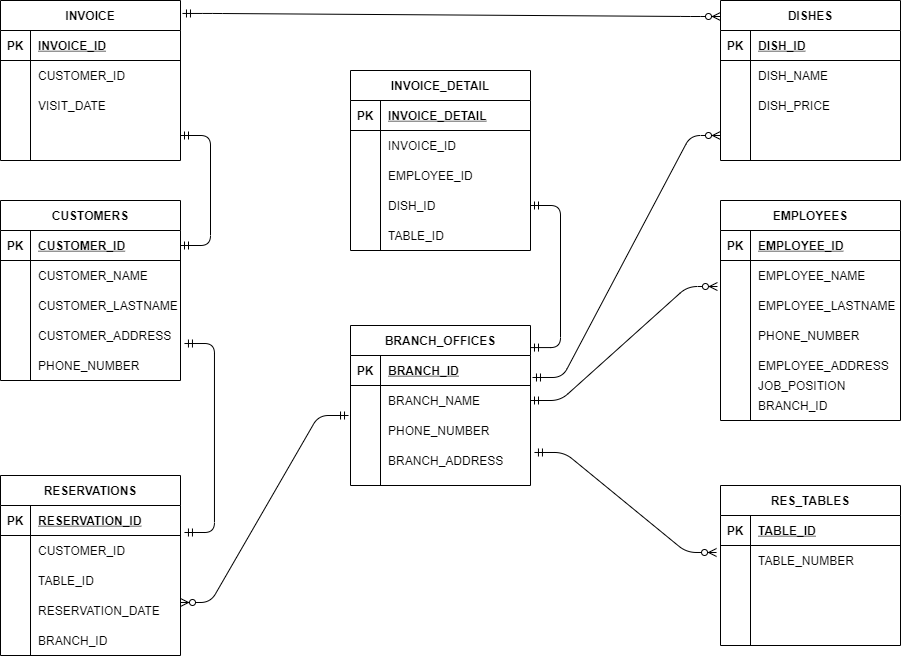 INVOICE
PK INVOICE_ID
CUSTOMER_ID
VISIT_DATE
DISHES
PK DISH_ID
DISH_NAME
DISH_PRICE
INVOICE_DETAIL
PK INVOICE_DETAIL
INVOICE_ID
EMPLOYEE_ID
DISH_ID
TABLE_ID
CUSTOMERS
PK CUSTOMER_ID
CUSTOMER_NAME
CUSTOMER_LASTNAME
CUSTOMER_ADDRESS
PHONE_NUMBER
EMPLOYEES
PK EMPLOYEE_ID
EMPLOYEE_NAME
EMPLOYEE_LASTNAME
PHONE_NUMBER
EMPLOYEE_ADDRESS
JOB_POSITION
BRANCH_ID
BRANCH_OFFICES
PK BRANCH_ID
BRANCH_NAME
PHONE_NUMBER
BRANCH_ADDRESS
RESERVATIONS
PK RESERVATION_ID
CUSTOMER_ID
TABLE_ID
RESERVATION_DATE
BRANCH_ID
RES_TABLES
PK TABLE_ID
TABLE_NUMBER